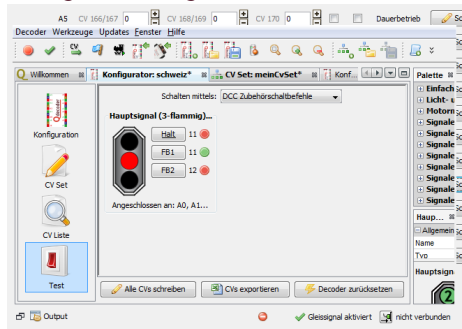 A5 CV 166/167 0 CV 168/169 0 CV 170 0 Dauerbetrieb
Decoder Werkzeuge Updates Fenster Hilfe
Willkommen Konfigurator: schweiz* CV Set: meinCvSet* Konf... Palette
Schalten mittels: DCC Zubehörschaltbefehle
Hauptsignal (3-flammig)...
Halt 11
FB1 11
FB2 12
Angeschlossen an: A0, A1...
Konfiguration
CV Set
CV Liste
Test
Einfach
Licht- u
Motorn
Signale
Signale
Signale
Signale
Signale
Signale
Signale
Haup...
Allgemein
Name
Typ
Hauptsign
2
Alle CVs schreiben CVs exportieren Decoder zurücksetzen
Output Gleissignal aktiviert nicht verbunden